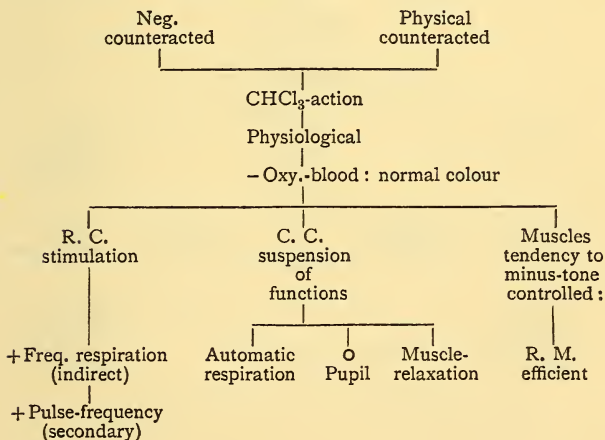 Neg.
counteracted
Physical
counteracted
CHCl₃-action
Physiological
– Oxy.-blood : normal colour
R. C.
stimulation
C. C.
suspension
of
functions
Muscles
tendency to
minus-tone
controlled :
+ Freq. respiration
(indirect)
+ Pulse-frequency
(secondary)
Automatic
respiration
o
Pupil
Muscle-
relaxation
R. M.
efficient